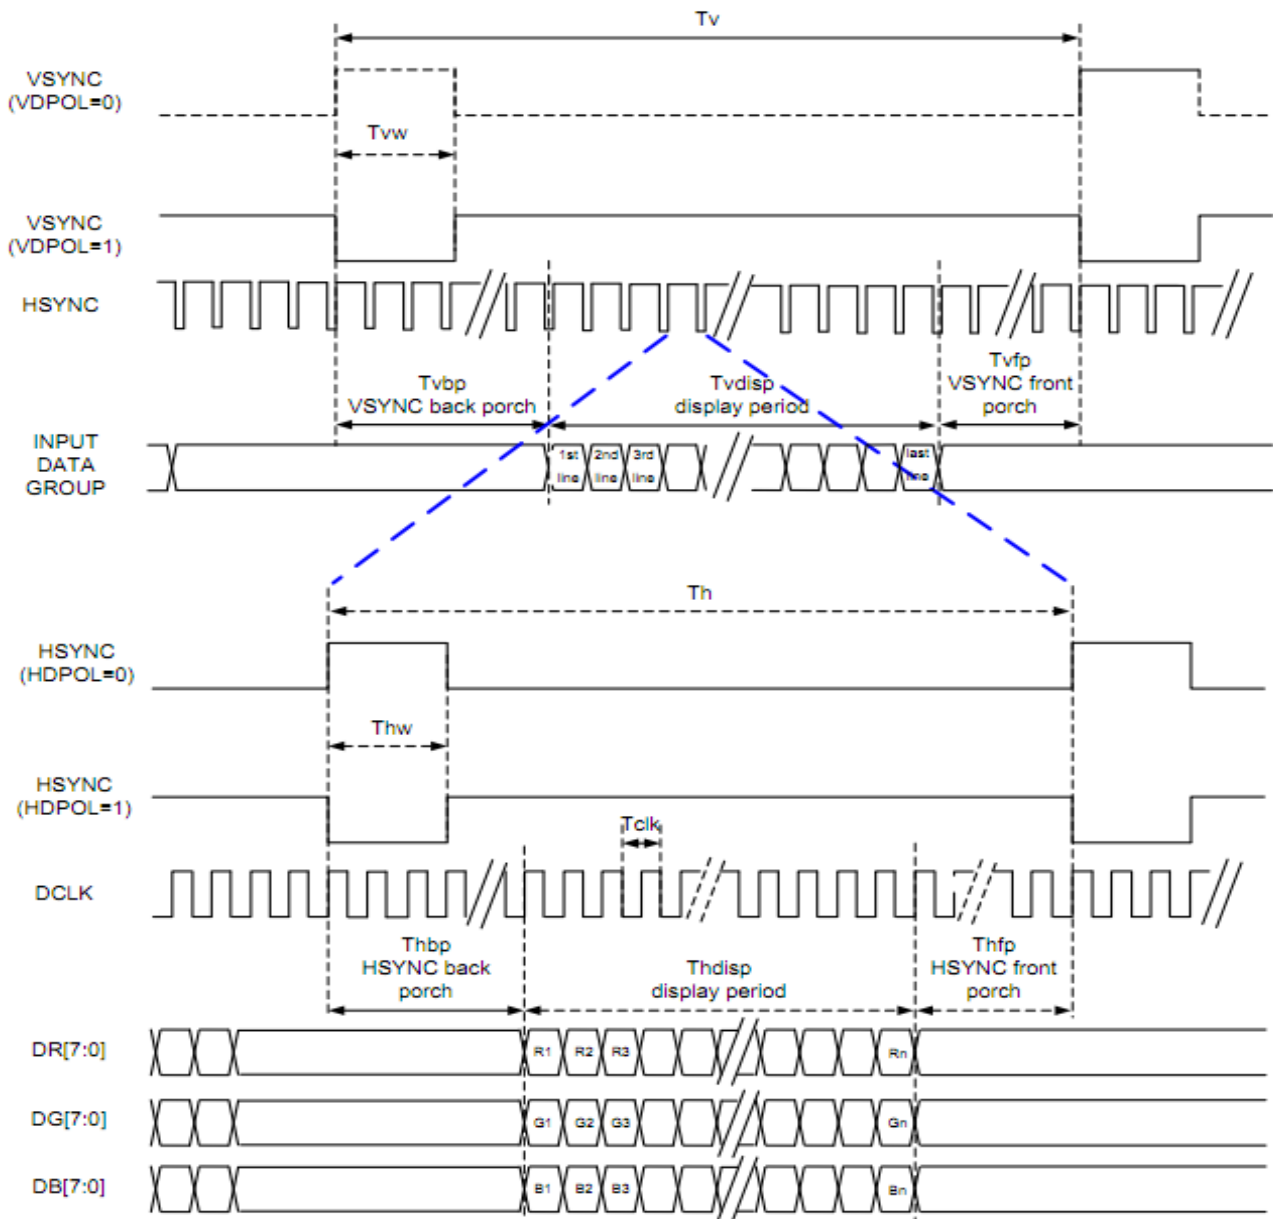 Tv
VSYNC
(VDPOL=0)
Tvw
VSYNC
(VDPOL=1)
HSYNC
Tvbp
VSYNC back porch
Tvdisp
display period
Tvfp
VSYNC front
porch
INPUT
DATA
GROUP
1st
line
2nd
line
3rd
line
last
line
Th
HSYNC
(HDPOL=0)
Thw
HSYNC
(HDPOL=1)
Tclk
DCLK
Thbp
HSYNC back
porch
Thdisp
display period
Thfp
HSYNC front
porch
DR[7:0]
R1 R2 R3 Rn
DG[7:0]
G1 G2 G3 Gn
DB[7:0]
B1 B2 B3 Bn